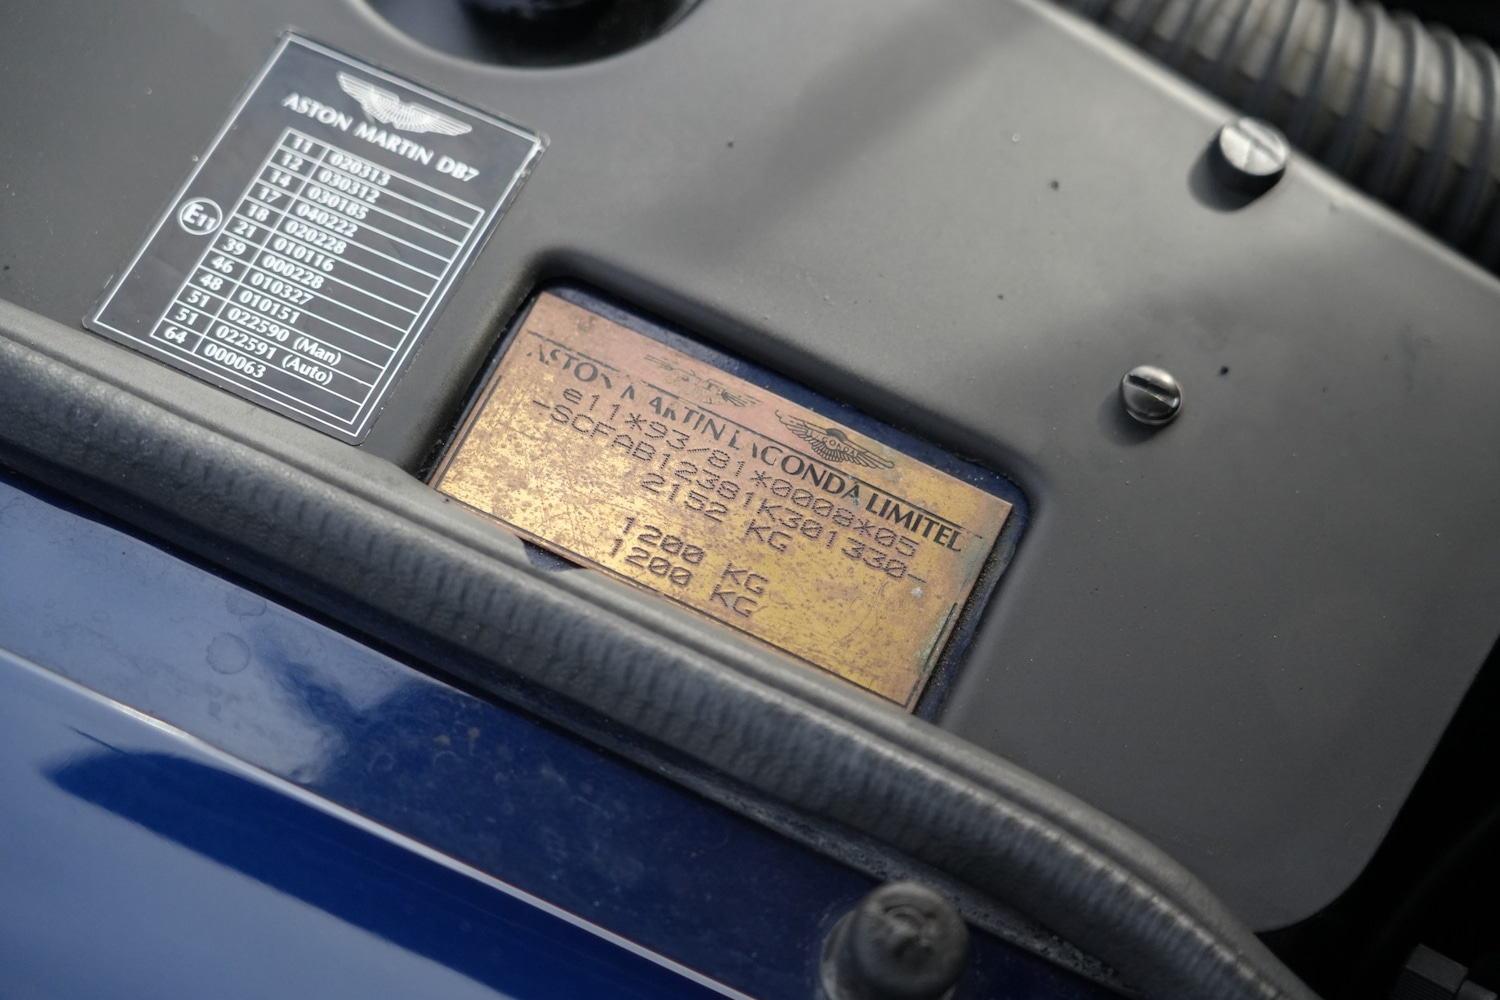 ASTON MARTIN DB7
11 020313
12 030312
14 030185
17 040222
18 020228
21 010116
39 000228
46 010327
48 010151
51 022590 (Man)
51 022591 (Auto)
64 000063
E11
ASTON MARTIN LAGONDA LIMITED
e11*93/81*0008*05
-SCFAB12381K301330-
2152 KG
1200 KG
1200 KG